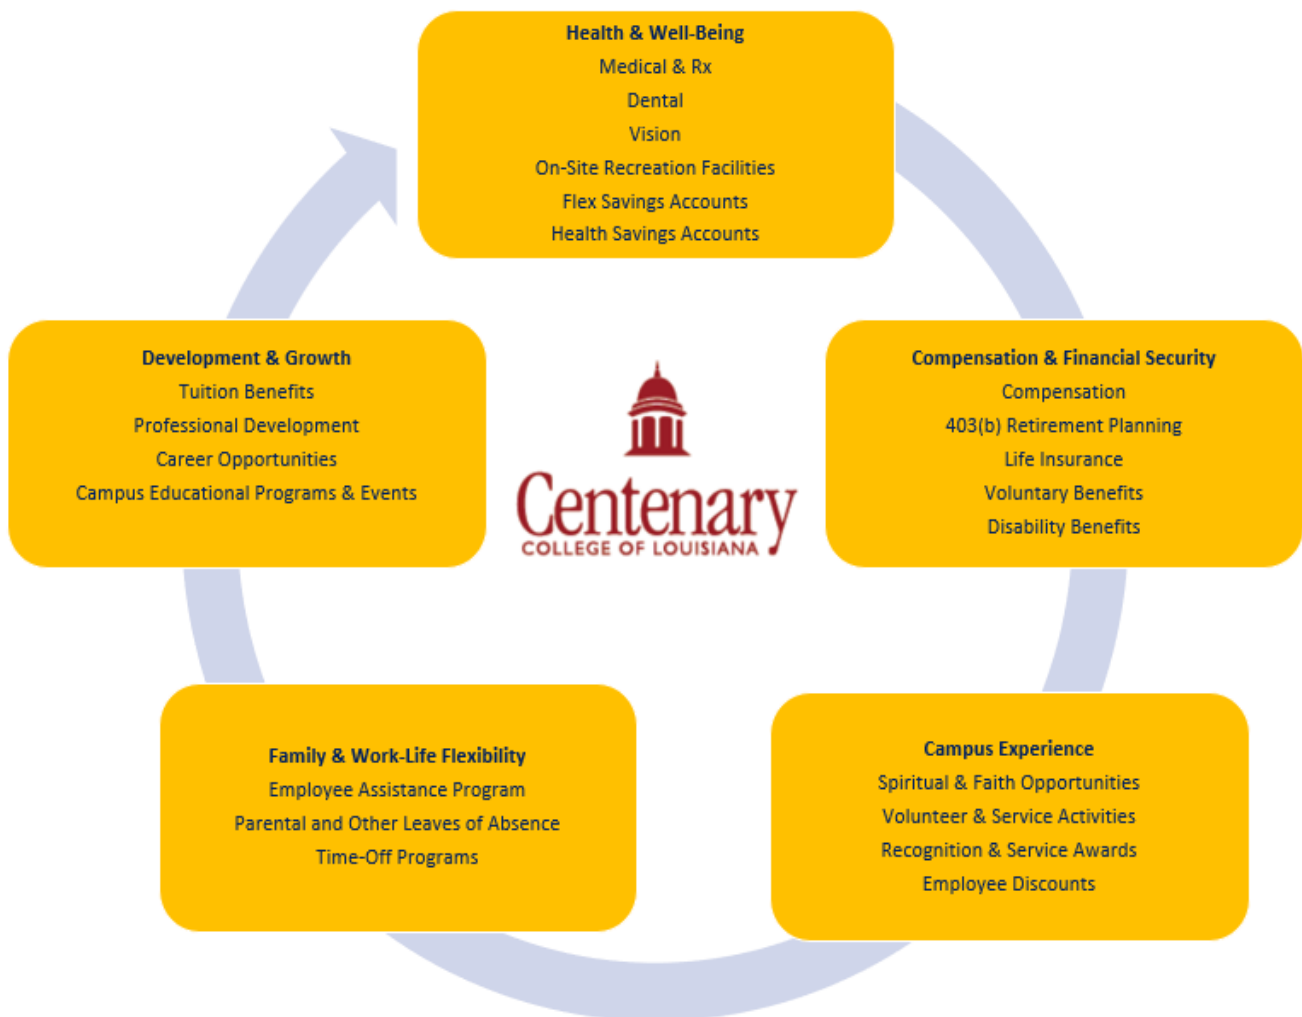 Health & Well-Being
Medical & Rx
Dental
Vision
On-Site Recreation Facilities
Flex Savings Accounts
Health Savings Accounts
Development & Growth
Tuition Benefits
Professional Development
Career Opportunities
Campus Educational Programs & Events
Centenary
COLLEGE OF LOUISIANA
Compensation & Financial Security
Compensation
403(b) Retirement Planning
Life Insurance
Voluntary Benefits
Disability Benefits
Family & Work-Life Flexibility
Employee Assistance Program
Parental and Other Leaves of Absence
Time-Off Programs
Campus Experience
Spiritual & Faith Opportunities
Volunteer & Service Activities
Recognition & Service Awards
Employee Discounts